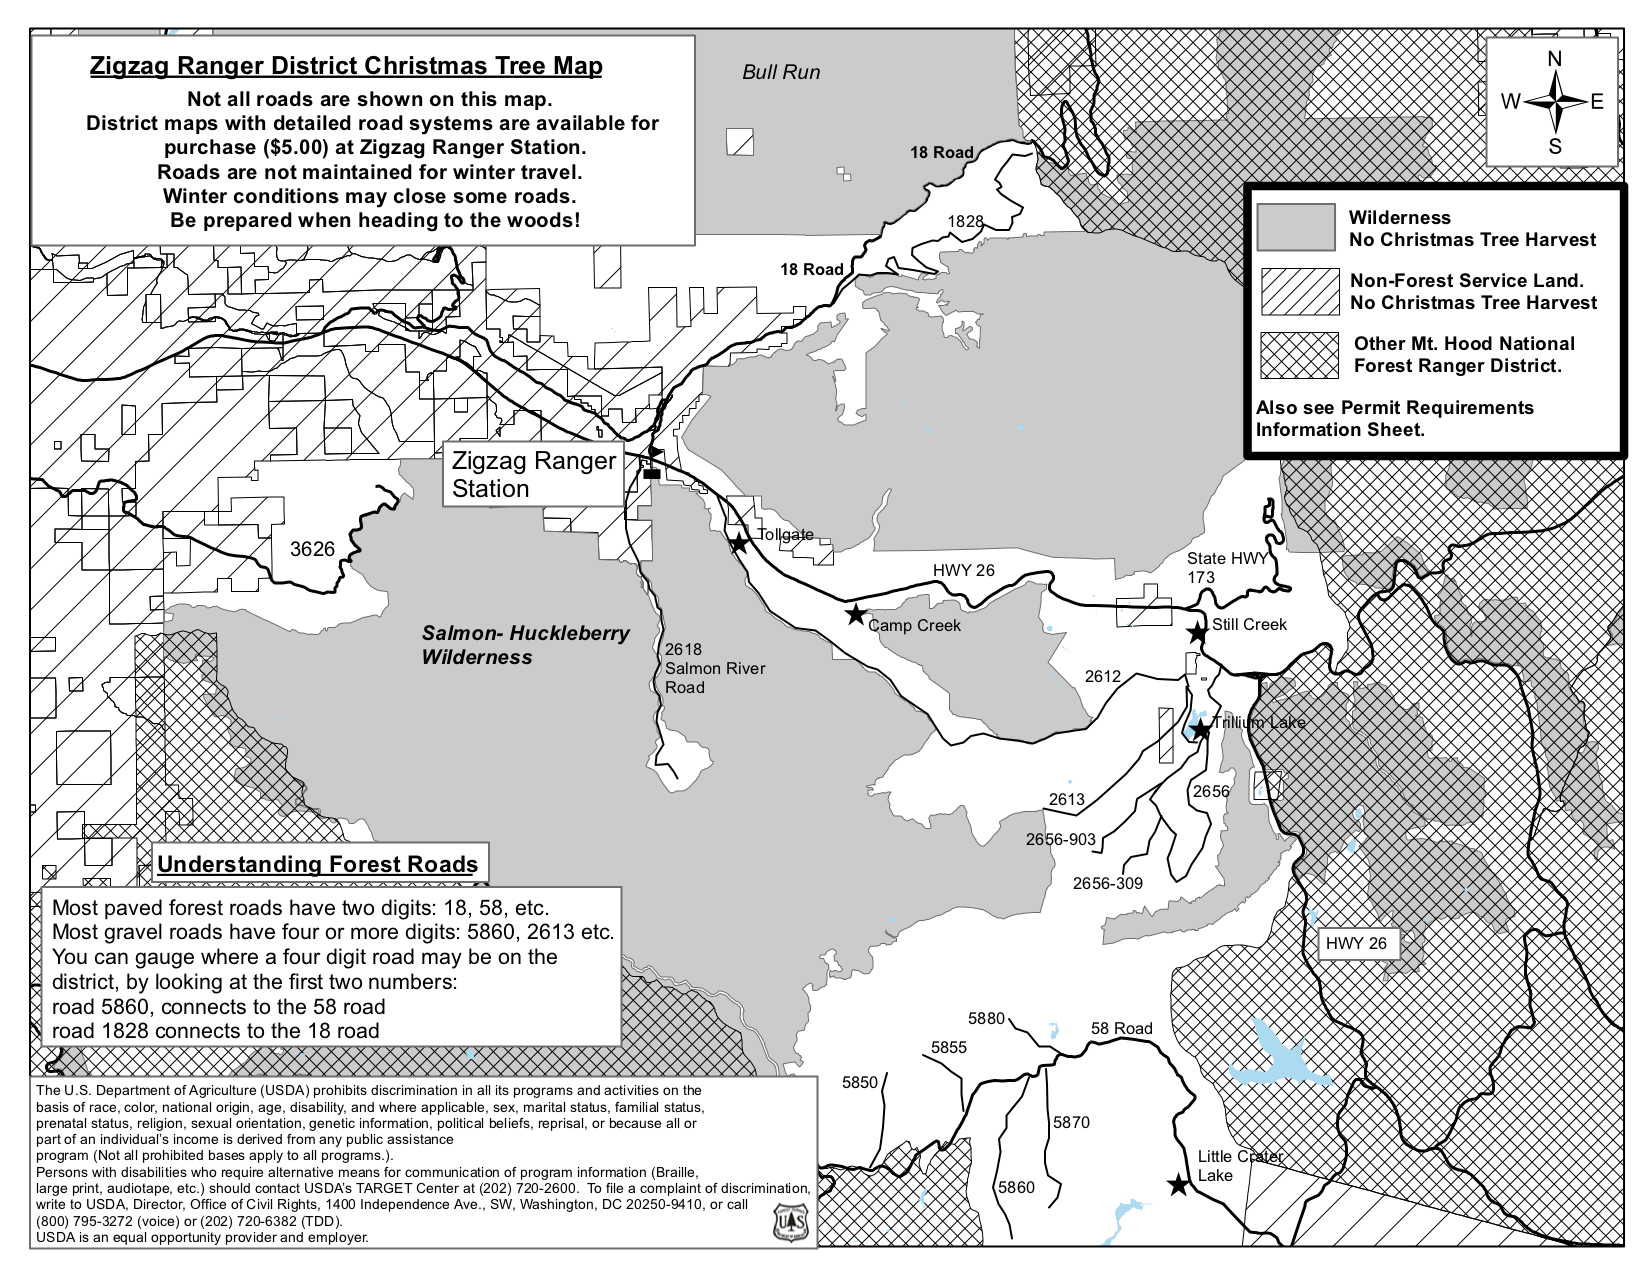 Zigzag Ranger District Christmas Tree Map
Not all roads are shown on this map.
District maps with detailed road systems are available for
purchase ($5.00) at Zigzag Ranger Station.
Roads are not maintained for winter travel.
Winter conditions may close some roads.
Be prepared when heading to the woods!
Bull Run
N
W
E
S
18 Road
1828
18 Road
Wilderness
No Christmas Tree Harvest
Non-Forest Service Land.
No Christmas Tree Harvest
Other Mt. Hood National
Forest Ranger District.
Also see Permit Requirements
Information Sheet.
Zigzag Ranger
Station
Tollgate
3626
HWY 26
State HWY
173
Camp Creek
Still Creek
Salmon- Huckleberry
Wilderness
2618
Salmon River
Road
2612
Trillium Lake
2613
2656
2656-903
2656-309
Understanding Forest Roads
Most paved forest roads have two digits: 18, 58, etc.
Most gravel roads have four or more digits: 5860, 2613 etc.
You can gauge where a four digit road may be on the
district, by looking at the first two numbers:
road 5860, connects to the 58 road
road 1828 connects to the 18 road
HWY 26
5880
58 Road
5855
5850
5870
5860
Little Crater
Lake
The U.S. Department of Agriculture (USDA) prohibits discrimination in all its programs and activities on the
basis of race, color, national origin, age, disability, and where applicable, sex, marital status, familial status,
prenatal status, religion, sexual orientation, genetic information, political beliefs, reprisal, or because all or
part of an individual's income is derived from any public assistance
program (Not all prohibited bases apply to all programs.).
Persons with disabilities who require alternative means for communication of program information (Braille,
large print, audiotape, etc.) should contact USDA's TARGET Center at (202) 720-2600. To file a complaint of discrimination,
write to USDA, Director, Office of Civil Rights, 1400 Independence Ave., SW, Washington, DC 20250-9410, or call
(800) 795-3272 (voice) or (202) 720-6382 (TDD).
USDA is an equal opportunity provider and employer.
U S